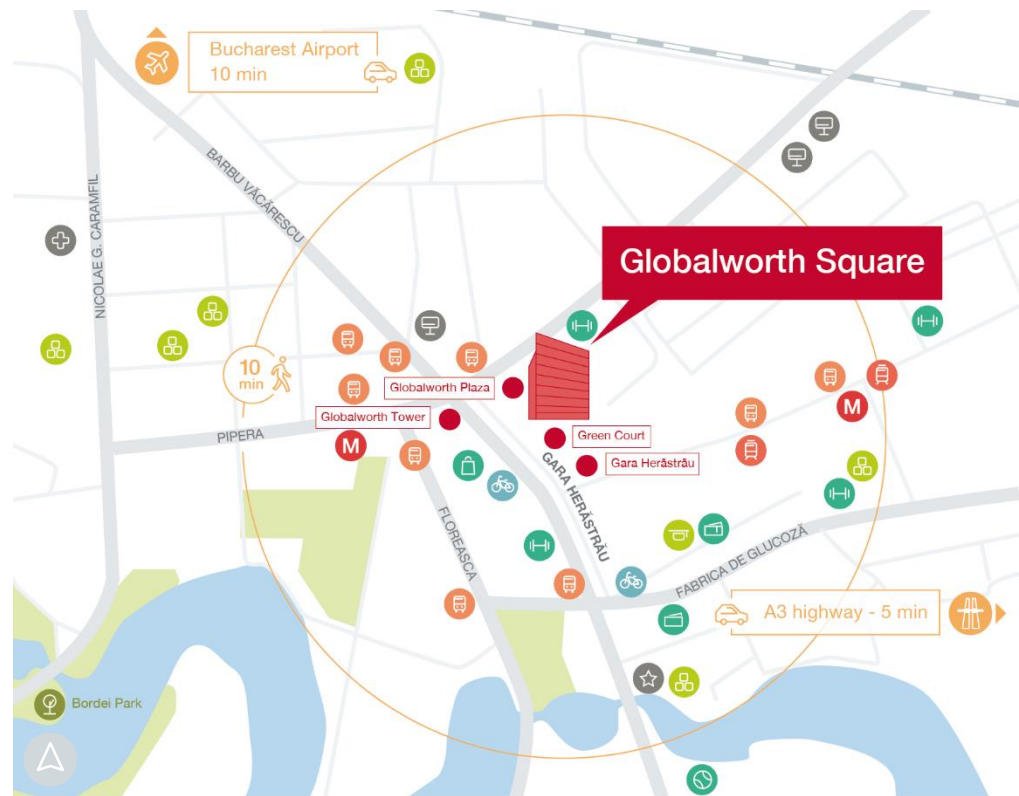 Bucharest Airport
10 min
BARBU VĂCĂRESCU
NICOLAE G. CARAMFIL
Globalworth Square
10
min
Globalworth Plaza
Globalworth Tower
PIPERA
M
M
Green Court
Gara Herăstrău
GARA HERĂSTRĂU
FLOREASCA
FABRICA DE GLUCOZĂ
A3 highway - 5 min
Bordei Park